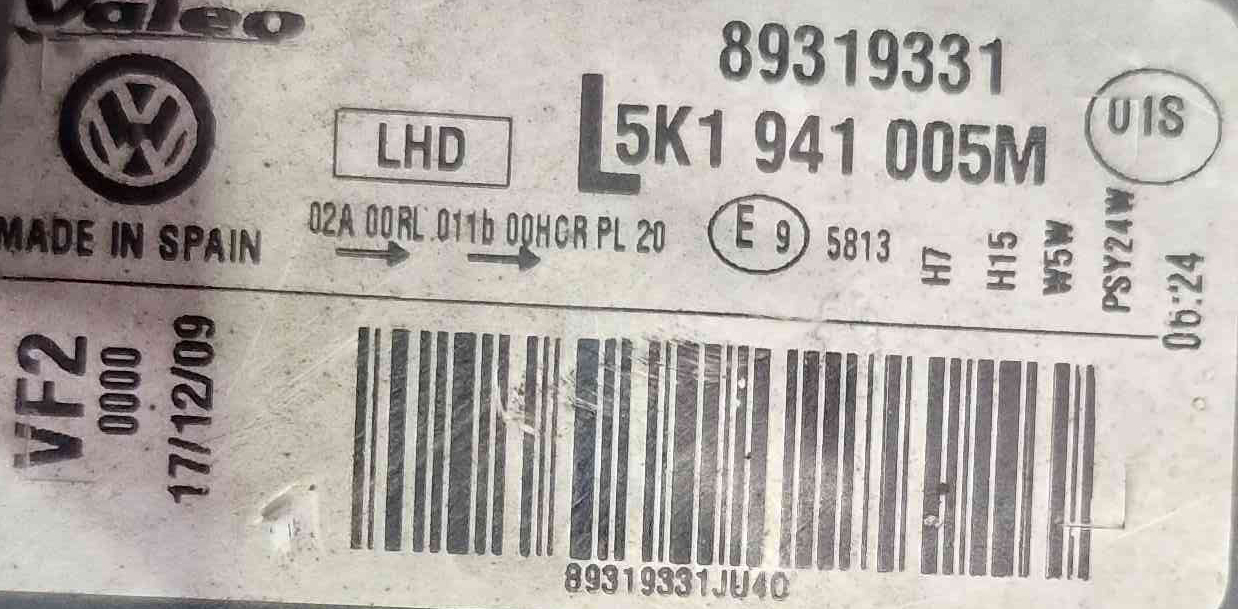 Valeo
89319331
LHD
L5K1 941 005M
U1S
MADE IN SPAIN
02A 00RL 011b 00HCR PL 20
E 9
5813
H7
H15
W5W
PSY24W
06:24
VF2
0000
17/12/09
89319331JU40